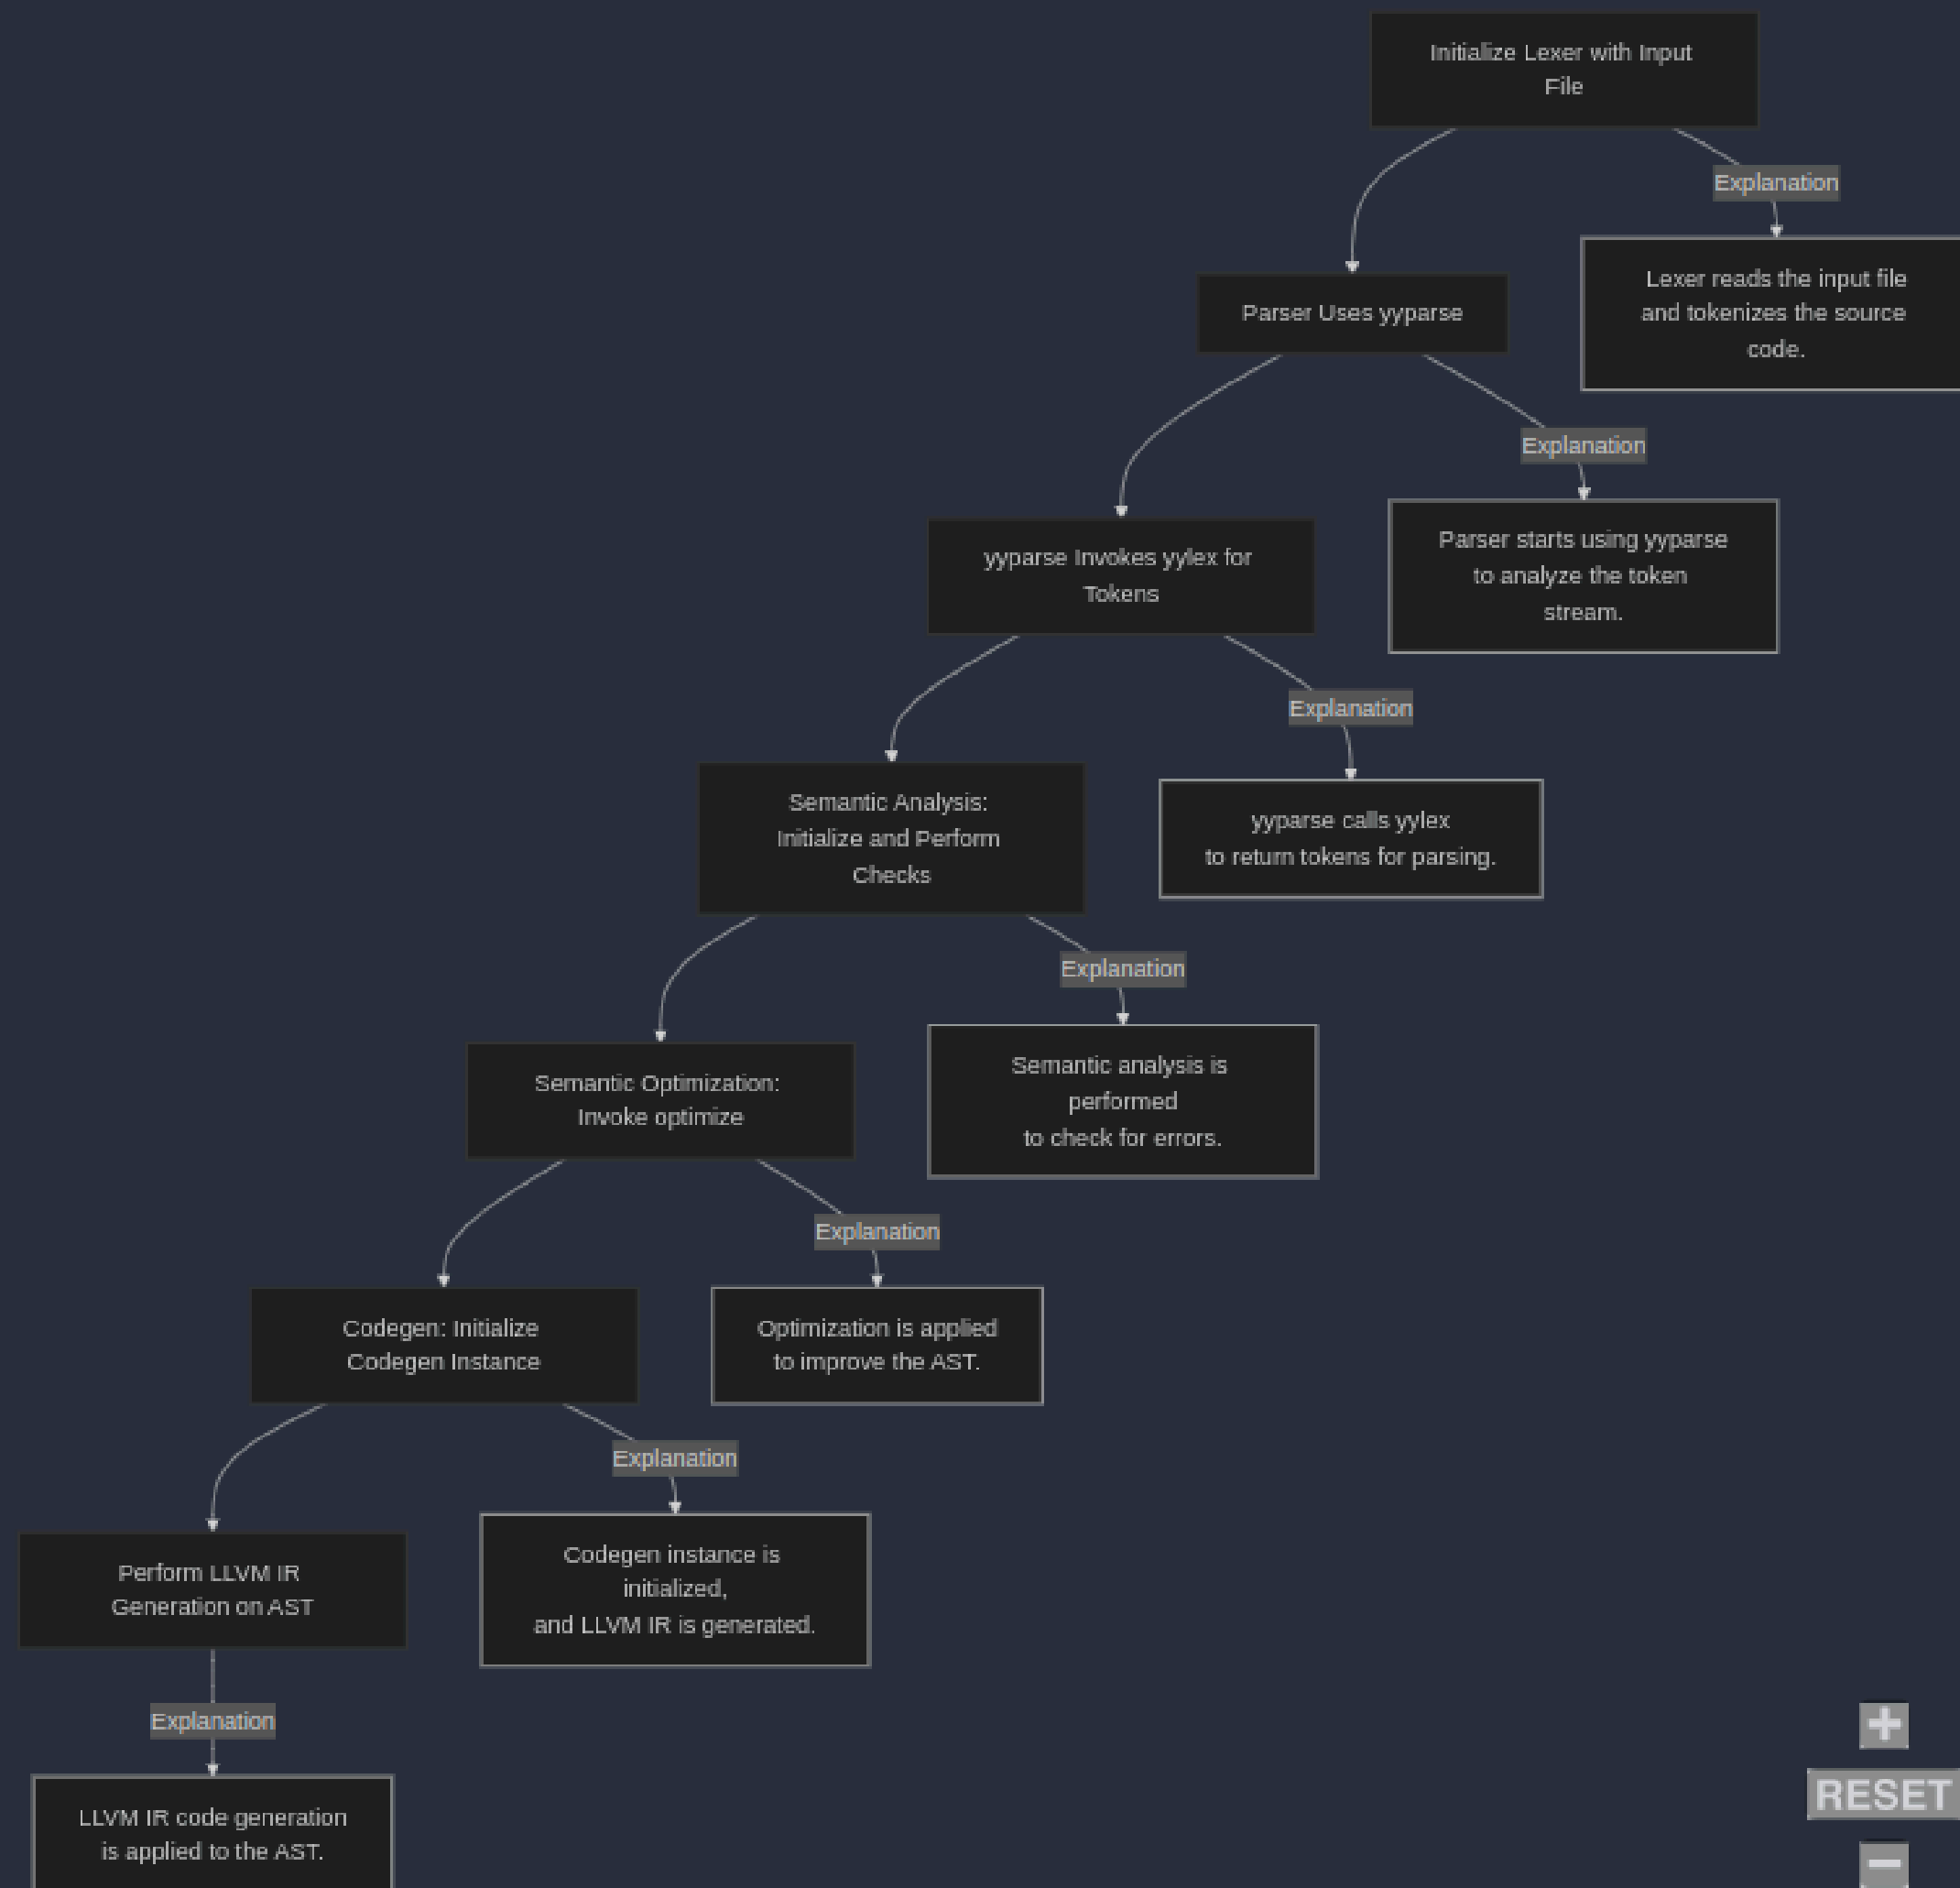 Initialize Lexer with Input
File
Explanation
Lexer reads the input file
and tokenizes the source
code.
Parser Uses yyparse
Explanation
Parser starts using yyparse
to analyze the token
stream.
yyparse Invokes yylex for
Tokens
Explanation
yyparse calls yylex
to return tokens for parsing.
Semantic Analysis:
Initialize and Perform
Checks
Explanation
Semantic analysis is
performed
to check for errors.
Semantic Optimization:
Invoke optimize
Explanation
Optimization is applied
to improve the AST.
Codegen: Initialize
Codegen Instance
Explanation
Codegen instance is
initialized,
and LLVM IR is generated.
Perform LLVM IR
Generation on AST
Explanation
LLVM IR code generation
is applied to the AST.
+
RESET
−